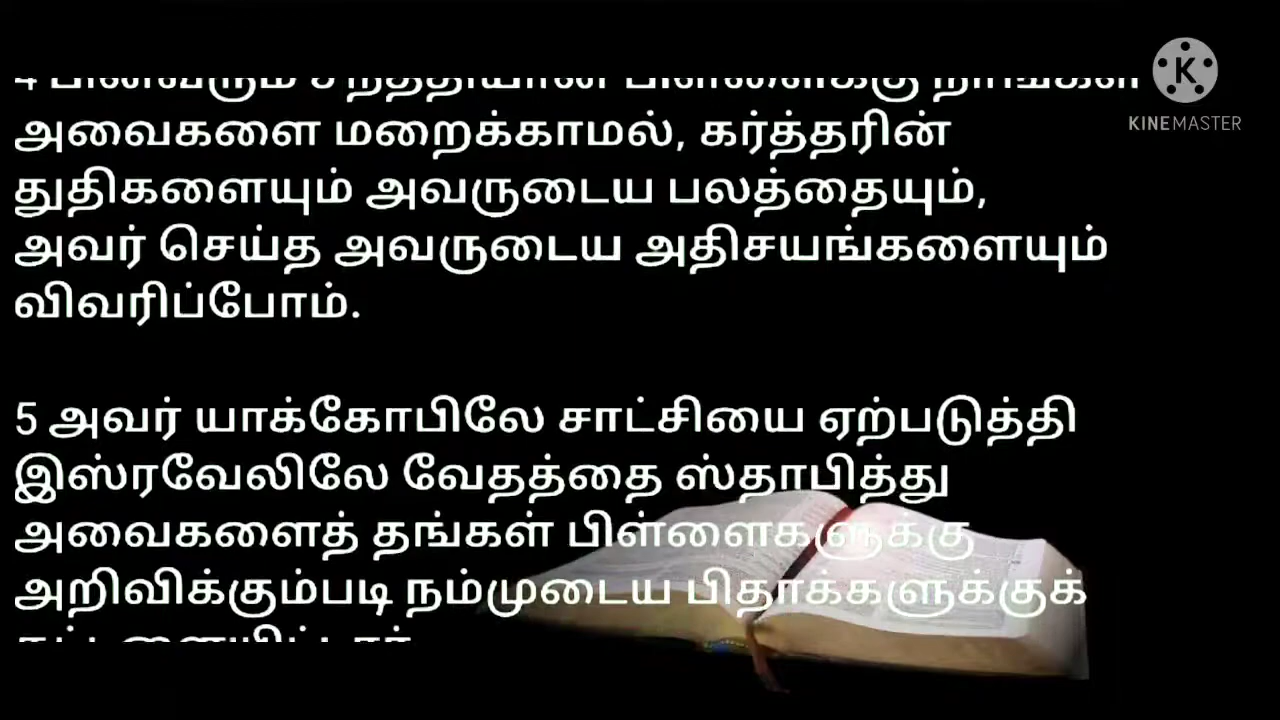 அவைகளை மறைக்காமல், கர்த்தரின்
துதிகளையும் அவருடைய பலத்தையும்,
அவர் செய்த அவருடைய அதிசயங்களையும்
விவரிப்போம்.
5 அவர் யாக்கோபிலே சாட்சியை ஏற்படுத்தி
இஸ்ரவேலிலே வேதத்தை ஸ்தாபித்து
அவைகளைத் தங்கள் பிள்ளைகளுக்கு
அறிவிக்கும்படி நம்முடைய பிதாக்களுக்குக்
K
KINEMASTER